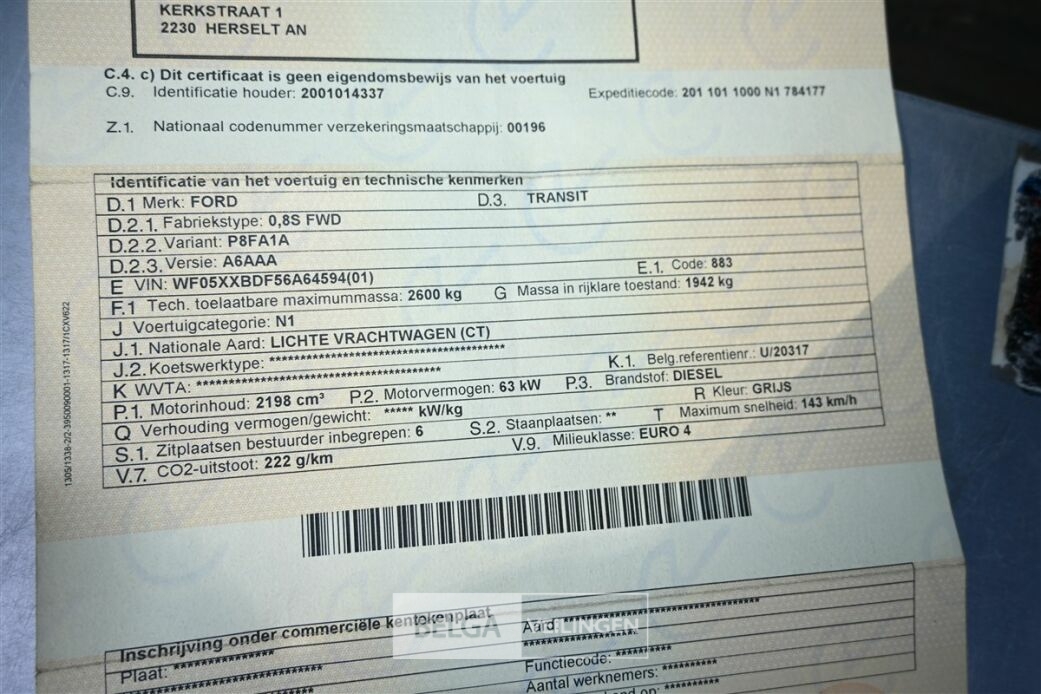 KERKSTRAAT 1
2230 HERSELT AN
C.4. c) Dit certificaat is geen eigendomsbewijs van het voertuig
C.9. Identificatie houder: 2001014337 Expeditiecode: 201 101 1000 N1 784177
Z.1. Nationaal codenummer verzekeringsmaatschappij: 00196
Identificatie van het voertuig en technische kenmerken
D.1 Merk: FORD D.3. TRANSIT
D.2.1. Fabriekstype: 0,8S FWD
D.2.2. Variant: P8FA1A
D.2.3. Versie: A6AAA
E VIN: WF05XXBDF56A64594(01) E.1. Code: 883
F.1 Tech. toelaatbare maximummassa: 2600 kg G Massa in rijklare toestand: 1942 kg
J Voertuigcategorie: N1
J.1. Nationale Aard: LICHTE VRACHTWAGEN (CT)
J.2. Koetswerktype: ****************************************
K WVTA: ****************************************** K.1. Belg.referentienr.: U/20317
P.1. Motorinhoud: 2198 cm³ P.2. Motorvermogen: 63 kW P.3. Brandstof: DIESEL
Q Verhouding vermogen/gewicht: ***** kW/kg R Kleur: GRIJS
S.1. Zitplaatsen bestuurder inbegrepen: 6 S.2. Staanplaatsen: ** T Maximum snelheid: 143 km/h
V.7. CO2-uitstoot: 222 g/km V.9. Milieuklasse: EURO 4
1305/1338-2/2-3950090001-1317-1317/1CXV622
Inschrijving onder commerciële kentekenplaat
Plaat: ***************** Aard: **************************
BELGA VEILINGEN
Functiecode: *********
Aantal werknemers: *********